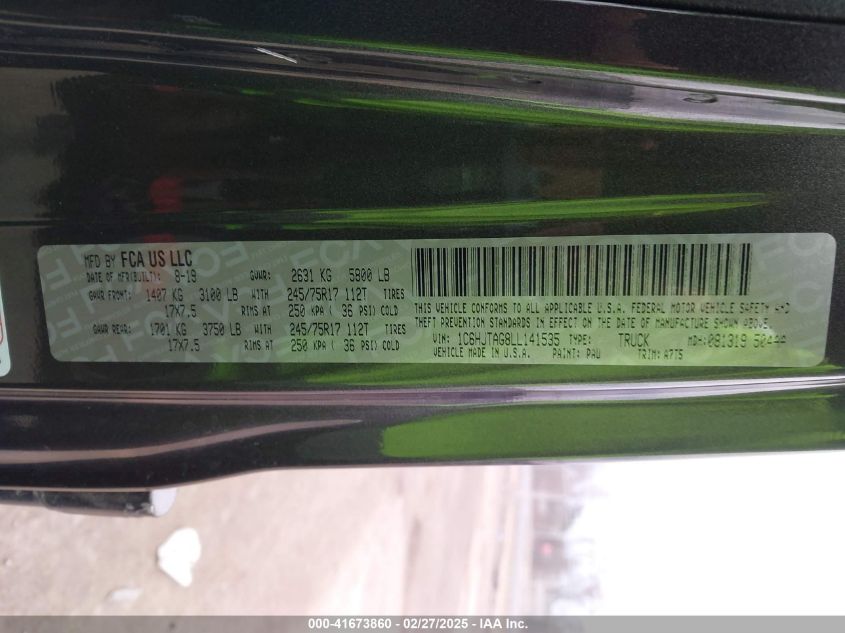 MFD BY FCA US LLC
DATE OF MFR(BUILT): 8-19 GVWR: 2631 KG 5800 LB
GAWR FRONT: 1407 KG 3100 LB WITH 245/75R17 112T TIRES
17X7.5 RIMS AT 250 KPA ( 36 PSI) COLD
GAWR REAR: 1701 KG 3750 LB WITH 245/75R17 112T TIRES
17X7.5 RIMS AT 250 KPA ( 36 PSI) COLD
THIS VEHICLE CONFORMS TO ALL APPLICABLE U.S.A. FEDERAL MOTOR VEHICLE SAFETY AND
THEFT PREVENTION STANDARDS IN EFFECT ON THE DATE OF MANUFACTURE SHOWN ABOVE.
VIN: 1C6HJTAG8LL141535 TYPE: TRUCK MDH: 081319 50444
VEHICLE MADE IN U.S.A. PAINT: PAU TRIM: A7T5
000-41673860 - 02/27/2025 - IAA Inc.